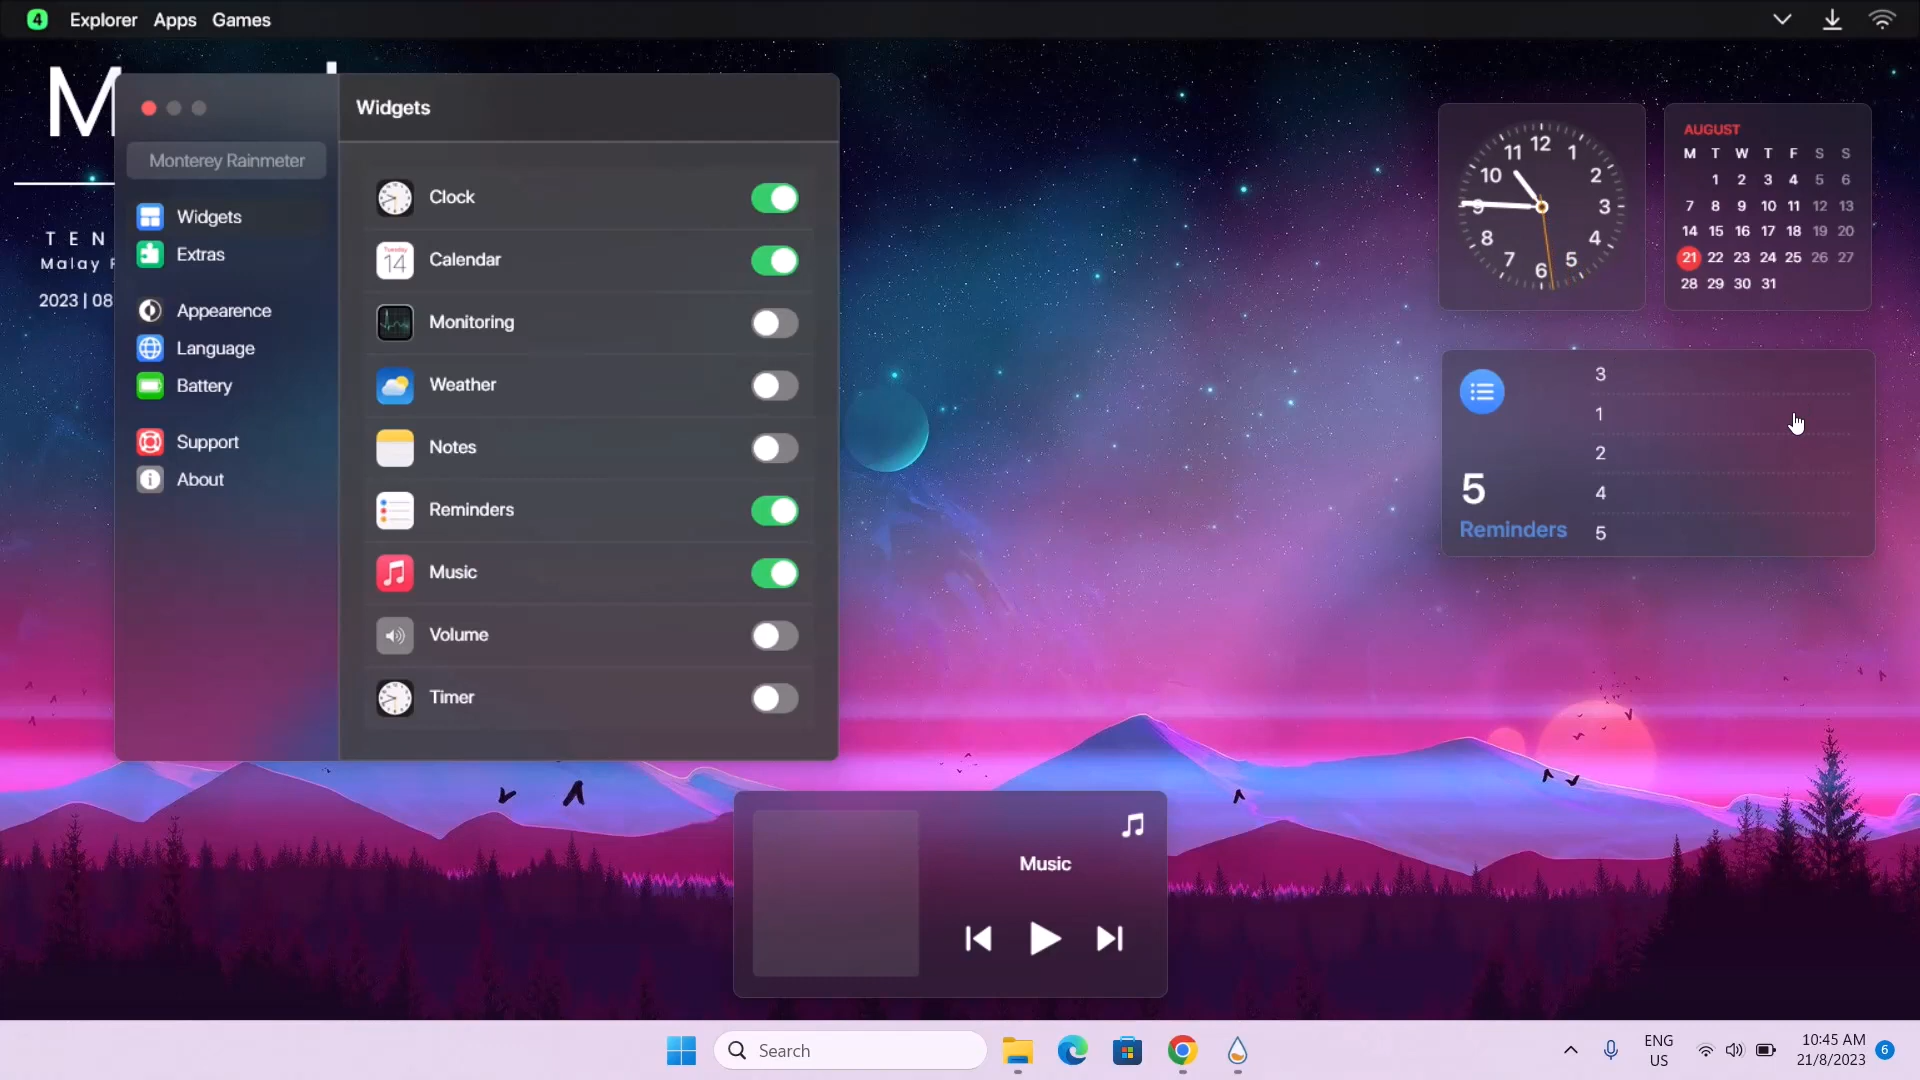 4 Explorer Apps Games
M
T E N
Malay
2023 | 08
Monterey Rainmeter
Widgets
Extras
Appearence
Language
Battery
Support
About
Widgets
Clock
Tuesday
14
Calendar
Monitoring
Weather
Notes
Reminders
Music
Volume
Timer
12
11 1
10 2
9 3
8 4
7 5
6
AUGUST
M T W T F S S
1 2 3 4 5 6
7 8 9 10 11 12 13
14 15 16 17 18 19 20
21 22 23 24 25 26 27
28 29 30 31
5
Reminders
3
1
2
4
5
Music
Search
ENG
US
10:45 AM
21/8/2023
6